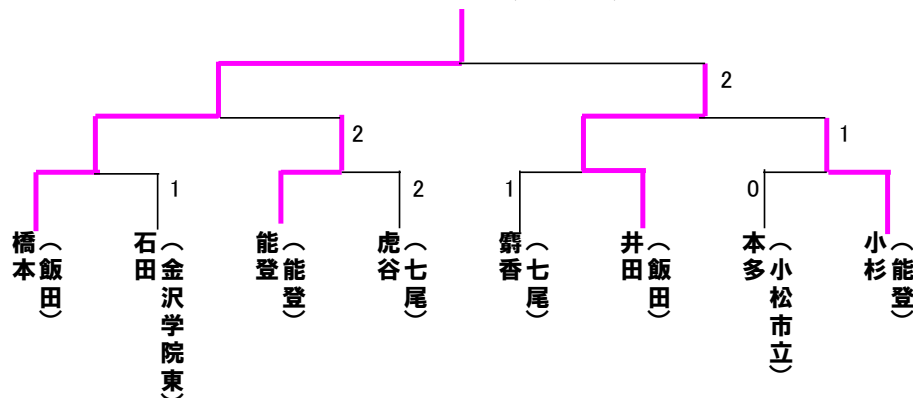 2
2
1
1
2
1
0
橋本（飯田）
石田（金沢学院東）
能登（能登）
虎谷（七尾）
麝香（七尾）
井田（飯田）
本多（小松市立）
小杉（能登）